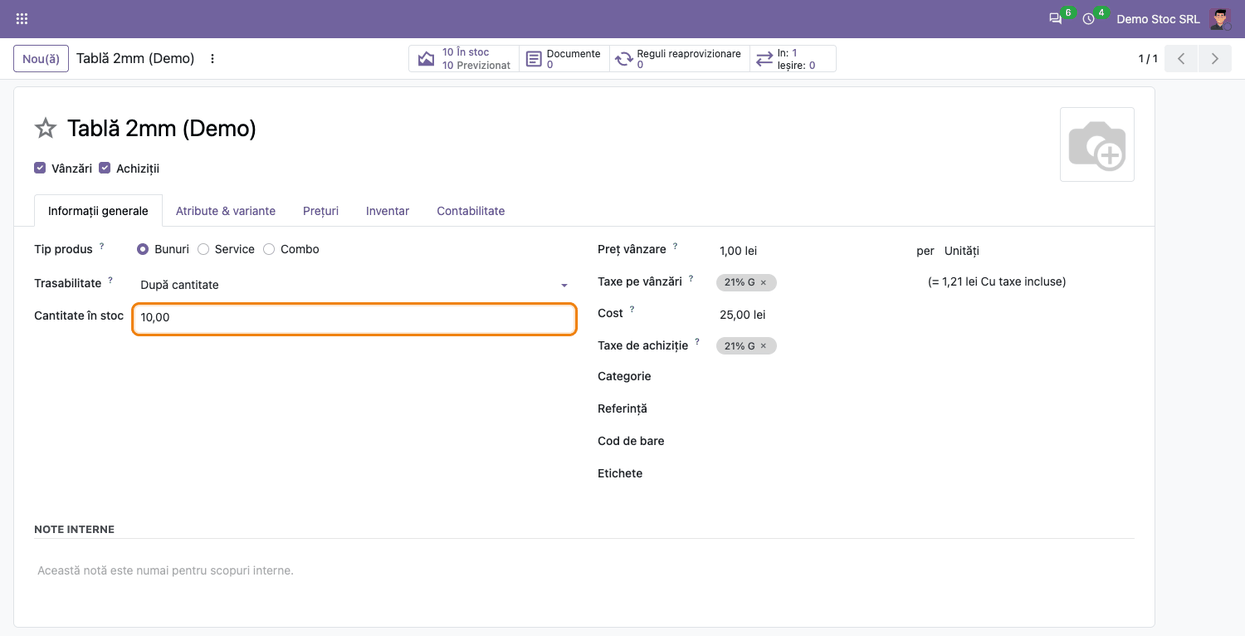 6 4 Demo Stoc SRL
Nou(ă) Tablă 2mm (Demo)
10 În stoc
10 Previzionat
Documente
0
Reguli reaprovizionare
0
In: 1
Ieșire: 0
1 / 1
Tablă 2mm (Demo)
Vânzări Achiziții
Informații generale Atribute & variante Prețuri Inventar Contabilitate
Tip produs ? Bunuri Service Combo
Trasabilitate ? După cantitate
Cantitate în stoc 10,00
Preț vânzare ? 1,00 lei per Unități
Taxe pe vânzări ? 21% G × (= 1,21 lei Cu taxe incluse)
Cost ? 25,00 lei
Taxe de achiziție ? 21% G ×
Categorie
Referință
Cod de bare
Etichete
NOTE INTERNE
Această notă este numai pentru scopuri interne.